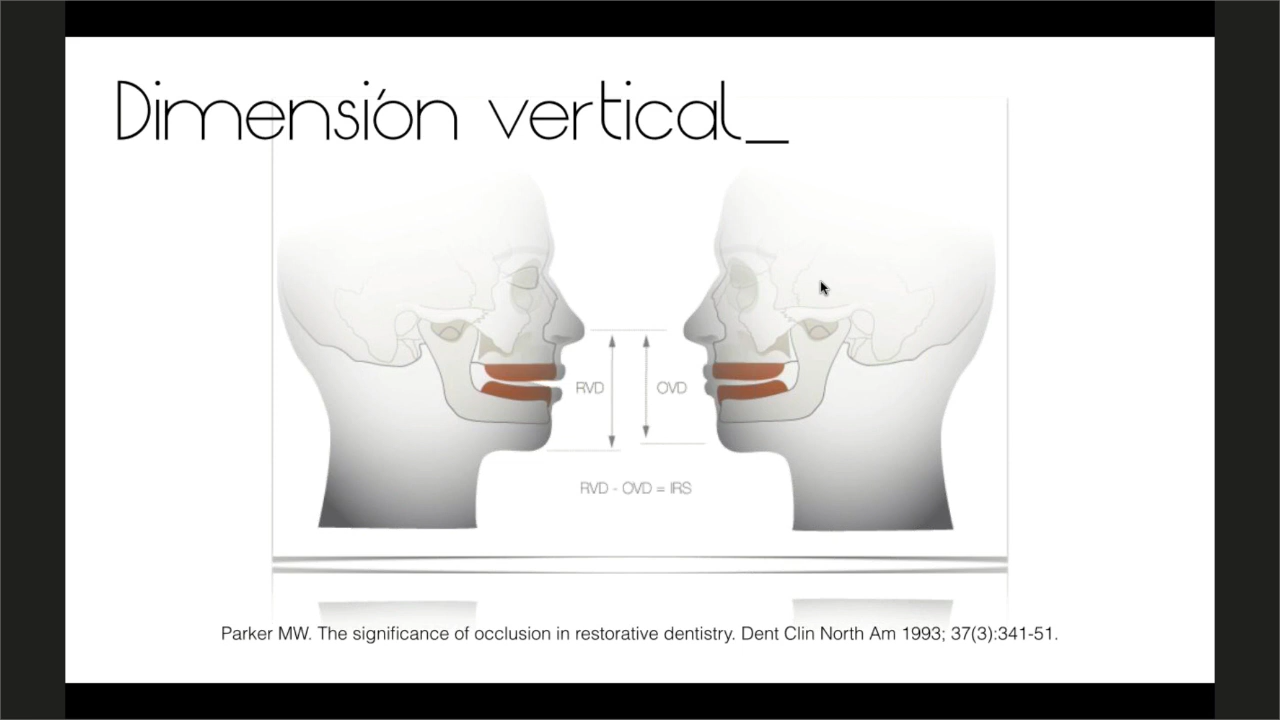 Dimensión vertical_
RVD
OVD
RVD - OVD = IRS
Parker MW. The significance of occlusion in restorative dentistry. Dent Clin North Am 1993; 37(3):341-51.